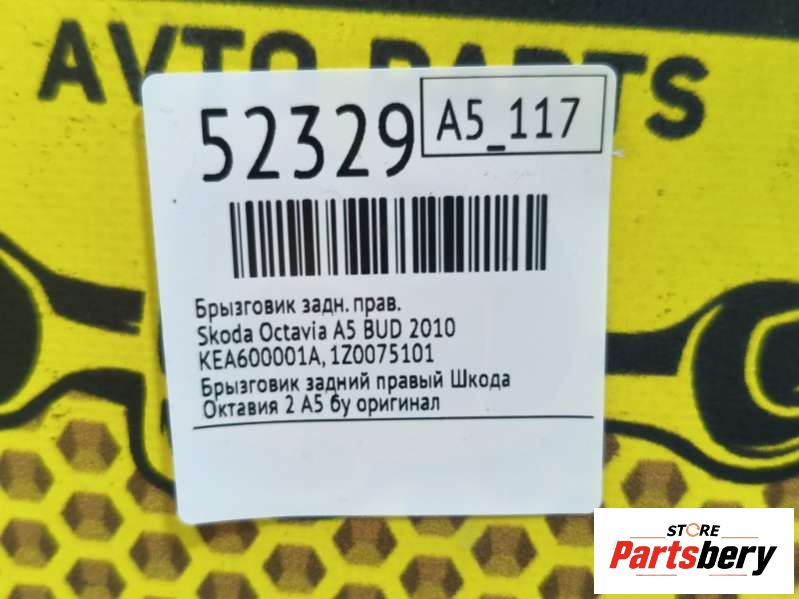 AVTO PARTS
52329
A5_117
Брызговик задн. прав.
Skoda Octavia A5 BUD 2010
KEA600001A, 1Z0075101
Брызговик задний правый Шкода
Октавия 2 А5 бу оригинал
STORE
Partsbery